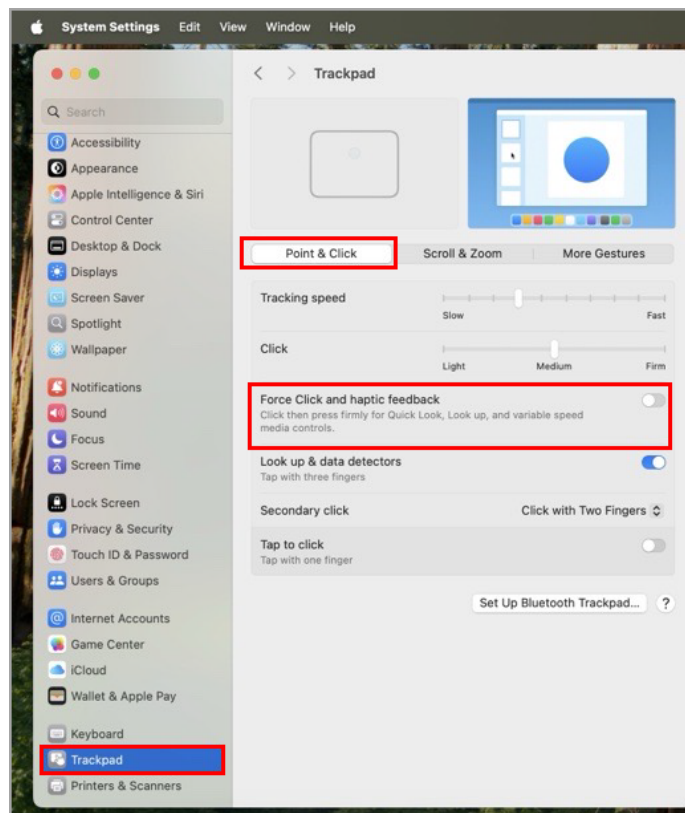 System Settings Edit View Window Help
Trackpad
Search
Accessibility
Appearance
Apple Intelligence & Siri
Control Center
Desktop & Dock
Displays
Screen Saver
Spotlight
Wallpaper
Notifications
Sound
Focus
Screen Time
Lock Screen
Privacy & Security
Touch ID & Password
Users & Groups
Internet Accounts
Game Center
iCloud
Wallet & Apple Pay
Keyboard
Trackpad
Printers & Scanners
Point & Click Scroll & Zoom More Gestures
Tracking speed
Slow Fast
Click
Light Medium Firm
Force Click and haptic feedback
Click then press firmly for Quick Look, Look up, and variable speed
media controls.
Look up & data detectors
Tap with three fingers
Secondary click Click with Two Fingers
Tap to click
Tap with one finger
Set Up Bluetooth Trackpad... ?